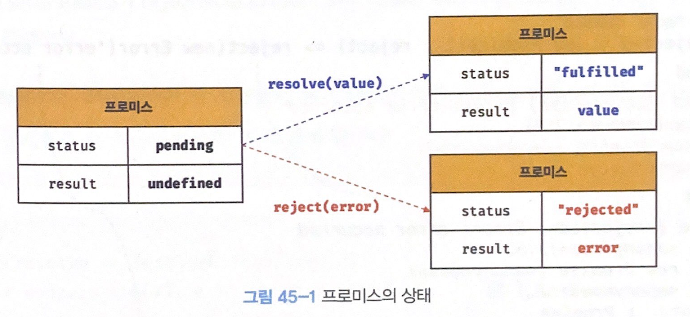 프로미스
status pending
result undefined
resolve(value)
reject(error)
프로미스
status "fulfilled"
result value
프로미스
status "rejected"
result error
그림 45-1 프로미스의 상태